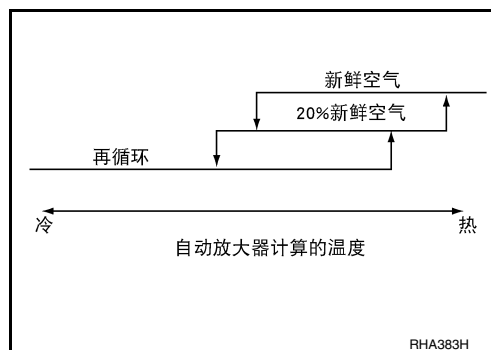 新鲜空气
20%新鲜空气
再循环
冷
热
自动放大器计算的温度
RHA383H